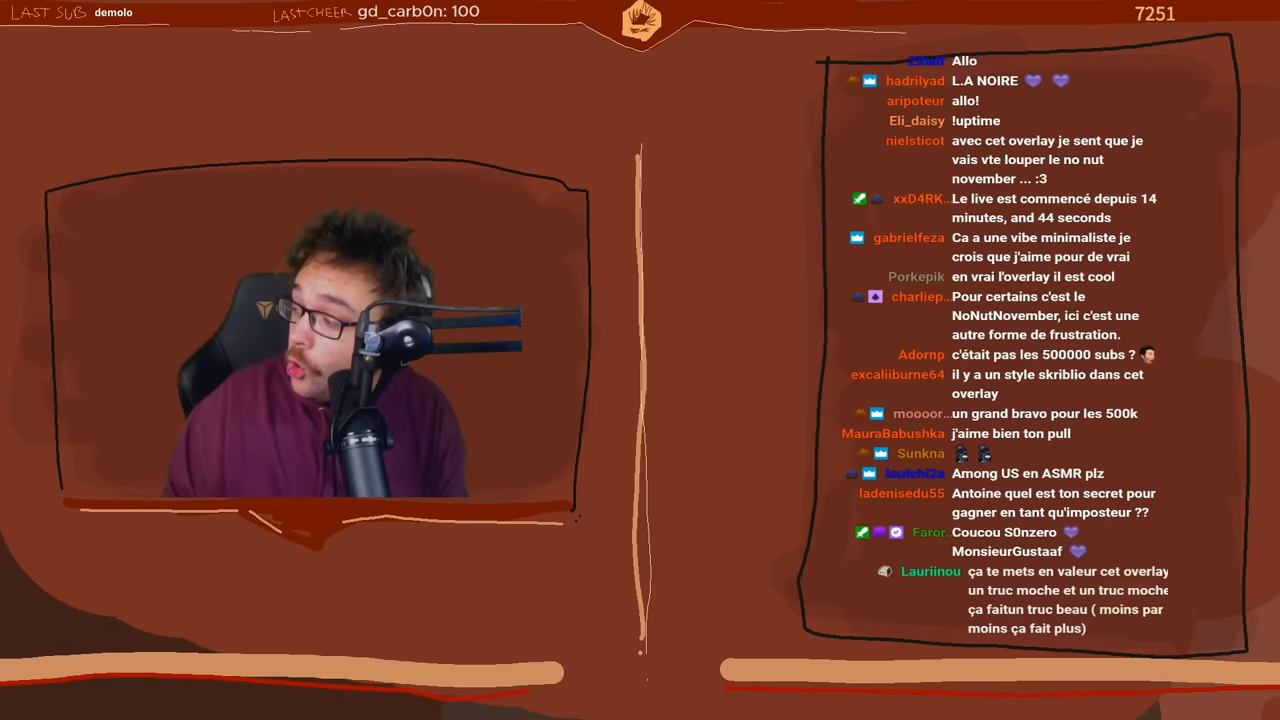 LAST SUB demolo
LAST CHEER gd_carb0n: 100
7251
Allo
hadrilyad L.A NOIRE
aripoteur allo!
Eli_daisy !uptime
nielsticot avec cet overlay je sent que je
vais vte louper le no nut
november ... :3
xxD4RK... Le live est commencé depuis 14
minutes, and 44 seconds
gabrielfeza Ca a une vibe minimaliste je
crois que j'aime pour de vrai
Porkepik en vrai l'overlay il est cool
charliep... Pour certains c'est le
NoNutNovember, ici c'est une
autre forme de frustration.
Adornp c'était pas les 500000 subs ?
excaliiburne64 il y a un style skriblio dans cet
overlay
mooor... un grand bravo pour les 500k
MauraBabushka j'aime bien ton pull
Sunkna
loutchi2a Among US en ASMR plz
ladenisedu55 Antoine quel est ton secret pour
gagner en tant qu'imposteur ??
Faror... Coucou S0nzero
MonsieurGustaaf
Lauriinou ça te mets en valeur cet overlay
un truc moche et un truc moche
ça faitun truc beau ( moins par
moins ça fait plus)